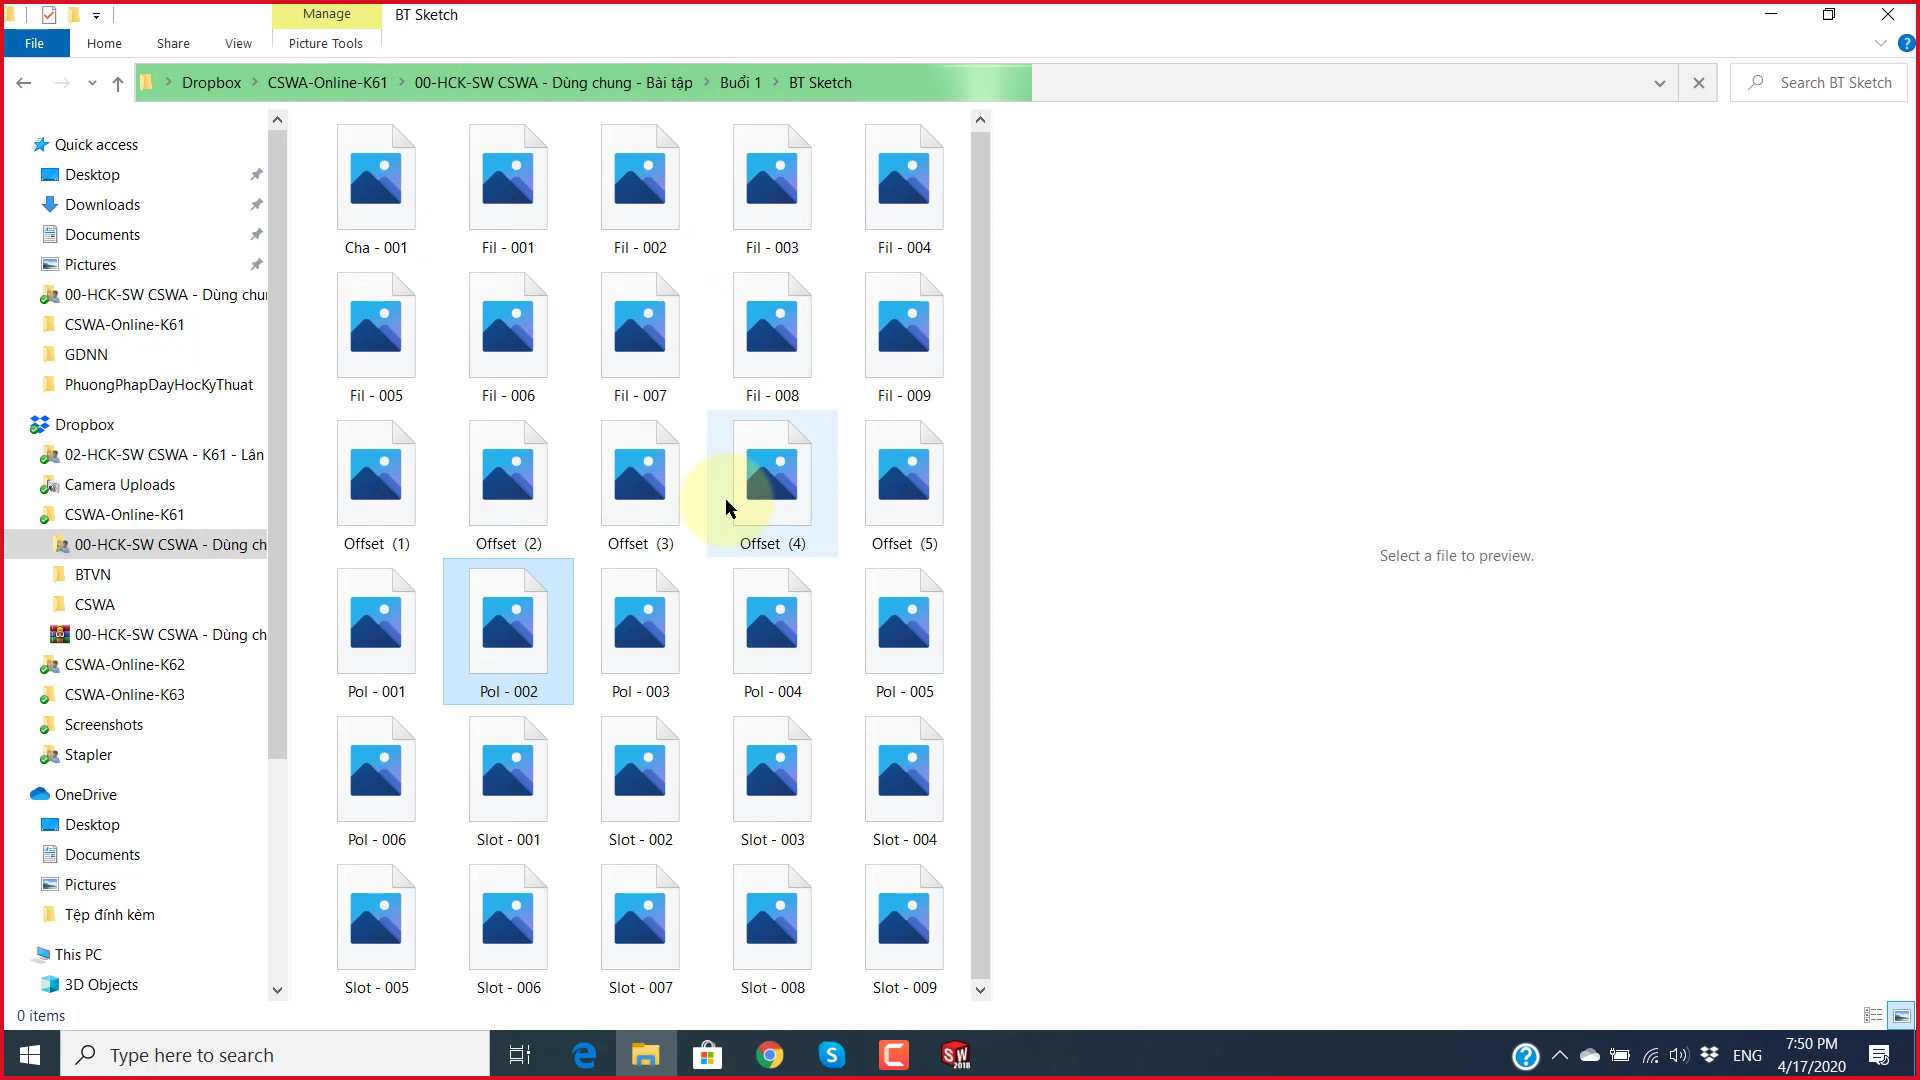 Manage
BT Sketch
File
Home
Share
View
Picture Tools
Dropbox
CSWA-Online-K61
00-HCK-SW CSWA - Dùng chung - Bài tập
Buổi 1
BT Sketch
Search BT Sketch
Quick access
Desktop
Downloads
Documents
Pictures
00-HCK-SW CSWA - Dùng chun
CSWA-Online-K61
GDNN
PhuongPhapDayHocKyThuat
Dropbox
02-HCK-SW CSWA - K61 - Lân
Camera Uploads
CSWA-Online-K61
00-HCK-SW CSWA - Dùng ch
BTVN
CSWA
00-HCK-SW CSWA - Dùng ch
CSWA-Online-K62
CSWA-Online-K63
Screenshots
Stapler
OneDrive
Desktop
Documents
Pictures
Tệp đính kèm
This PC
3D Objects
Cha - 001
Fil - 001
Fil - 002
Fil - 003
Fil - 004
Fil - 005
Fil - 006
Fil - 007
Fil - 008
Fil - 009
Offset (1)
Offset (2)
Offset (3)
Offset (4)
Offset (5)
Pol - 001
Pol - 002
Pol - 003
Pol - 004
Pol - 005
Pol - 006
Slot - 001
Slot - 002
Slot - 003
Slot - 004
Slot - 005
Slot - 006
Slot - 007
Slot - 008
Slot - 009
Select a file to preview.
0 items
Type here to search
SW
2018
ENG
7:50 PM
4/17/2020